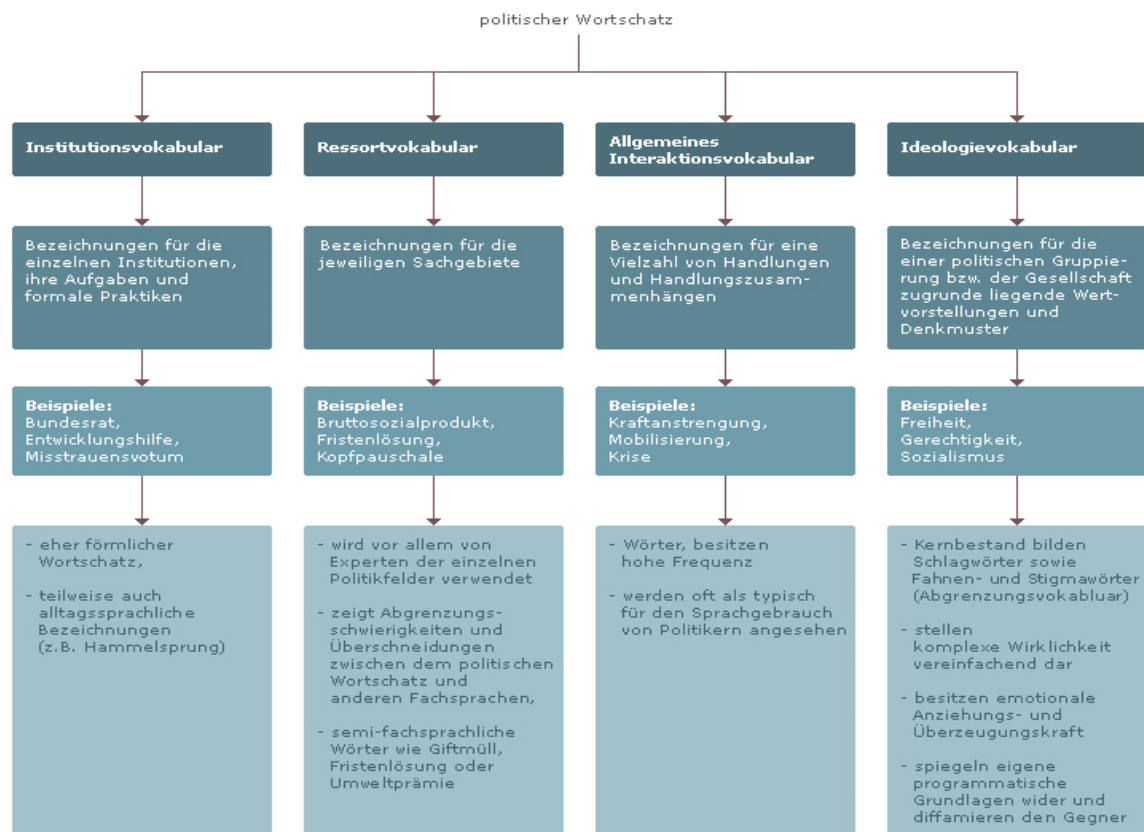 politischer Wortschatz
Institutionsvokabular
Bezeichnungen für die
einzelnen Institutionen,
ihre Aufgaben und
formale Praktiken
Beispiele:
Bundesrat,
Entwicklungshilfe,
Misstrauensvotum
- eher förmlicher
Wortschatz,
- teilweise auch
alltagssprachliche
Bezeichnungen
(z.B. Hammelsprung)
Ressortvokabular
Bezeichnungen für die
jeweiligen Sachgebiete
Beispiele:
Bruttosozialprodukt,
Fristenlösung,
Kopfpauschale
- wird vor allem von
Experten der einzelnen
Politikfelder verwendet
- zeigt Abgrenzungs-
schwierigkeiten und
Überschneidungen
zwischen dem politischen
Wortschatz und
anderen Fachsprachen,
- semi-fachsprachliche
Wörter wie Giftmüll,
Fristenlösung oder
Umweltprämie
Allgemeines
Interaktionsvokabular
Bezeichnungen für eine
Vielzahl von Handlungen
und Handlungszusam-
menhängen
Beispiele:
Kraftanstrengung,
Mobilisierung,
Krise
- Wörter, besitzen
hohe Frequenz
- werden oft als typisch
für den Sprachgebrauch
von Politikern angesehen
Ideologievokabular
Bezeichnungen für die
einer politischen Gruppie-
rung bzw. der Gesellschaft
zugrunde liegende Wert-
vorstellungen und
Denkmuster
Beispiele:
Freiheit,
Gerechtigkeit,
Sozialismus
- Kernbestand bilden
Schlagwörter sowie
Fahnen- und Stigmawörter
(Abgrenzungsvokabluar)
- stellen
komplexe Wirklichkeit
vereinfachend dar
- besitzen emotionale
Anziehungs- und
Überzeugungskraft
- spiegeln eigene
programmatische
Grundlagen wider und
diffamieren den Gegner